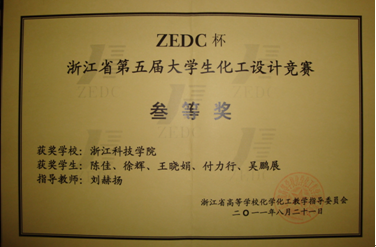 ZEDC 杯
浙江省第五届大学生化工设计竞赛
叁等奖
获奖学校：浙江科技学院
获奖学生：陈佳、徐辉、王晓娟、付力行、吴鹏展
指导教师：刘赫扬
浙江省高等学校化学化工教学指导委员会
二〇一一年八月二十一日